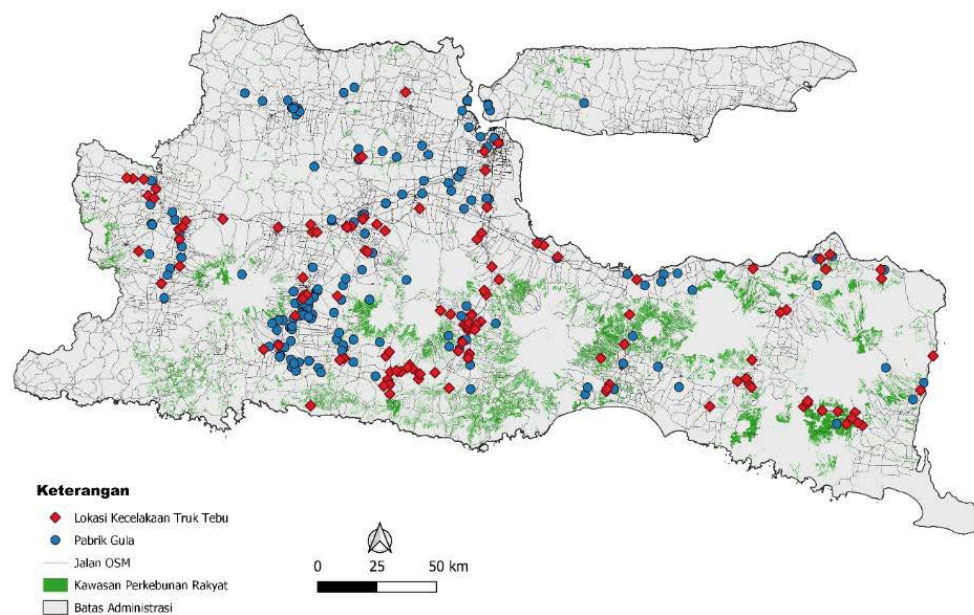 Keterangan
Lokasi Kecelakaan Truk Tebu
Pabrik Gula
Jalan OSM
Kawasan Perkebunan Rakyat
Batas Administrasi
0 25 50 km